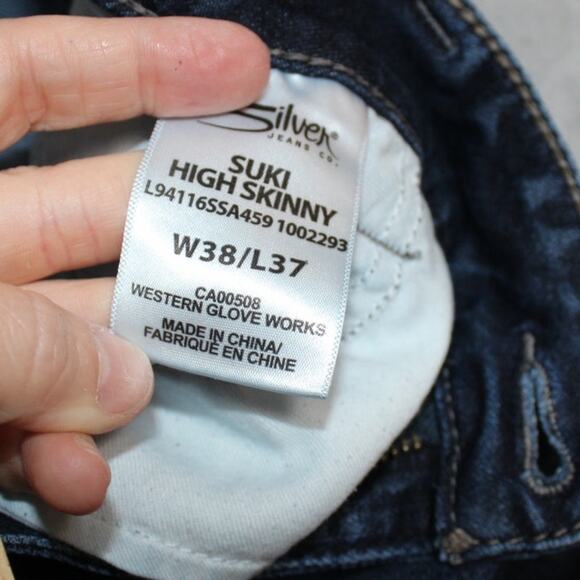 Silver®
JEANS CO.
SUKI
HIGH SKINNY
L94116SSA459 1002293
W38/L37
CA00508
WESTERN GLOVE WORKS
MADE IN CHINA/
FABRIQUÉ EN CHINE